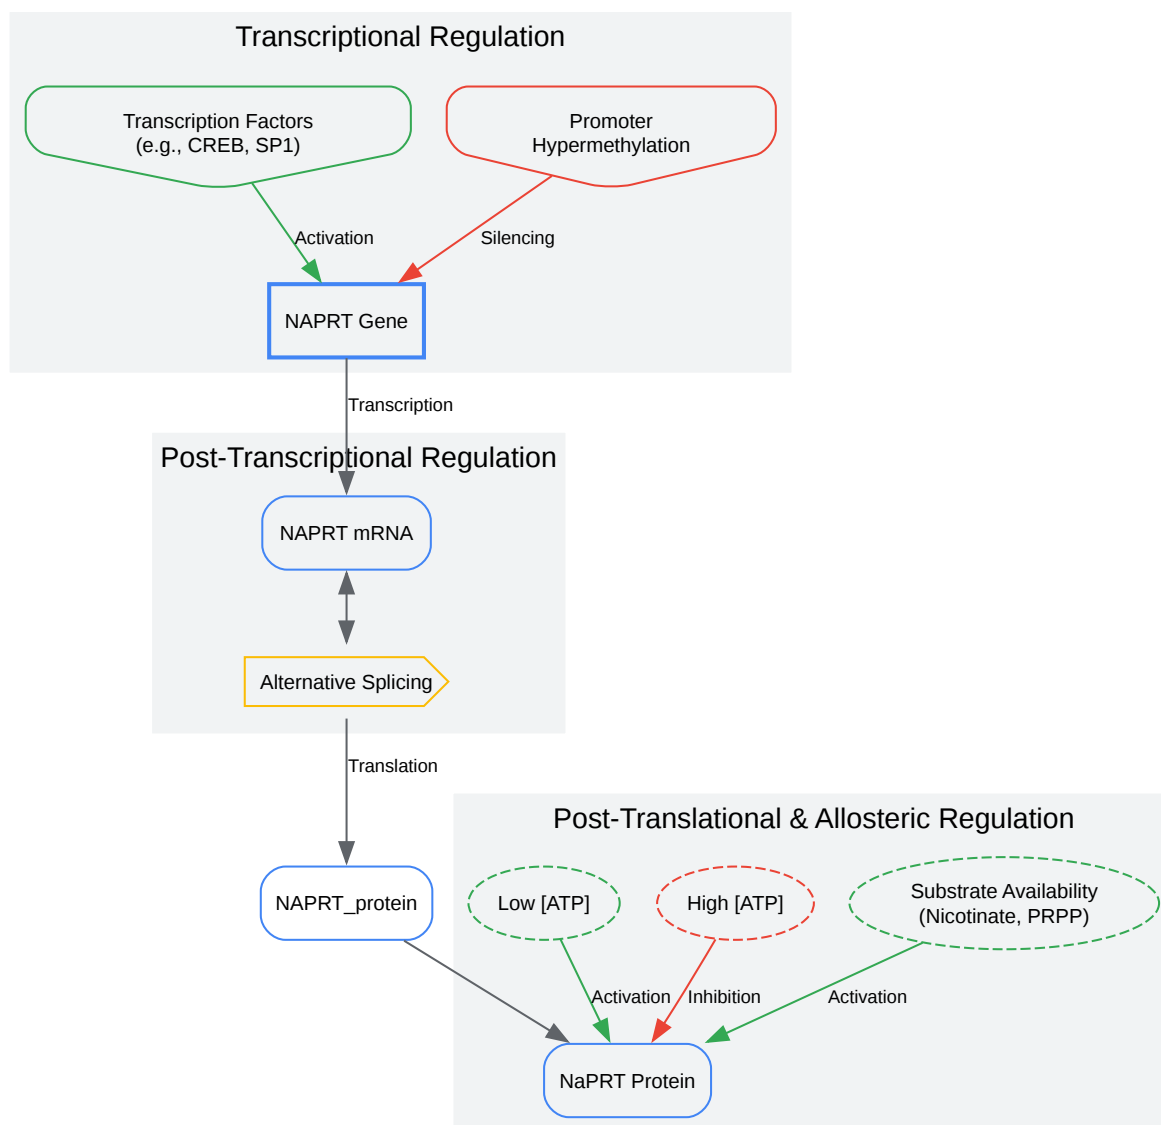 Transcriptional Regulation
Transcription Factors
(e.g., CREB, SP1)
Promoter
Hypermethylation
Activation
Silencing
NAPRT Gene
Transcription
Post-Transcriptional Regulation
NAPRT mRNA
Alternative Splicing
Translation
Post-Translational & Allosteric Regulation
NAPRT_protein
Low [ATP]
High [ATP]
Substrate Availability
(Nicotinate, PRPP)
Activation
Inhibition
Activation
NaPRT Protein